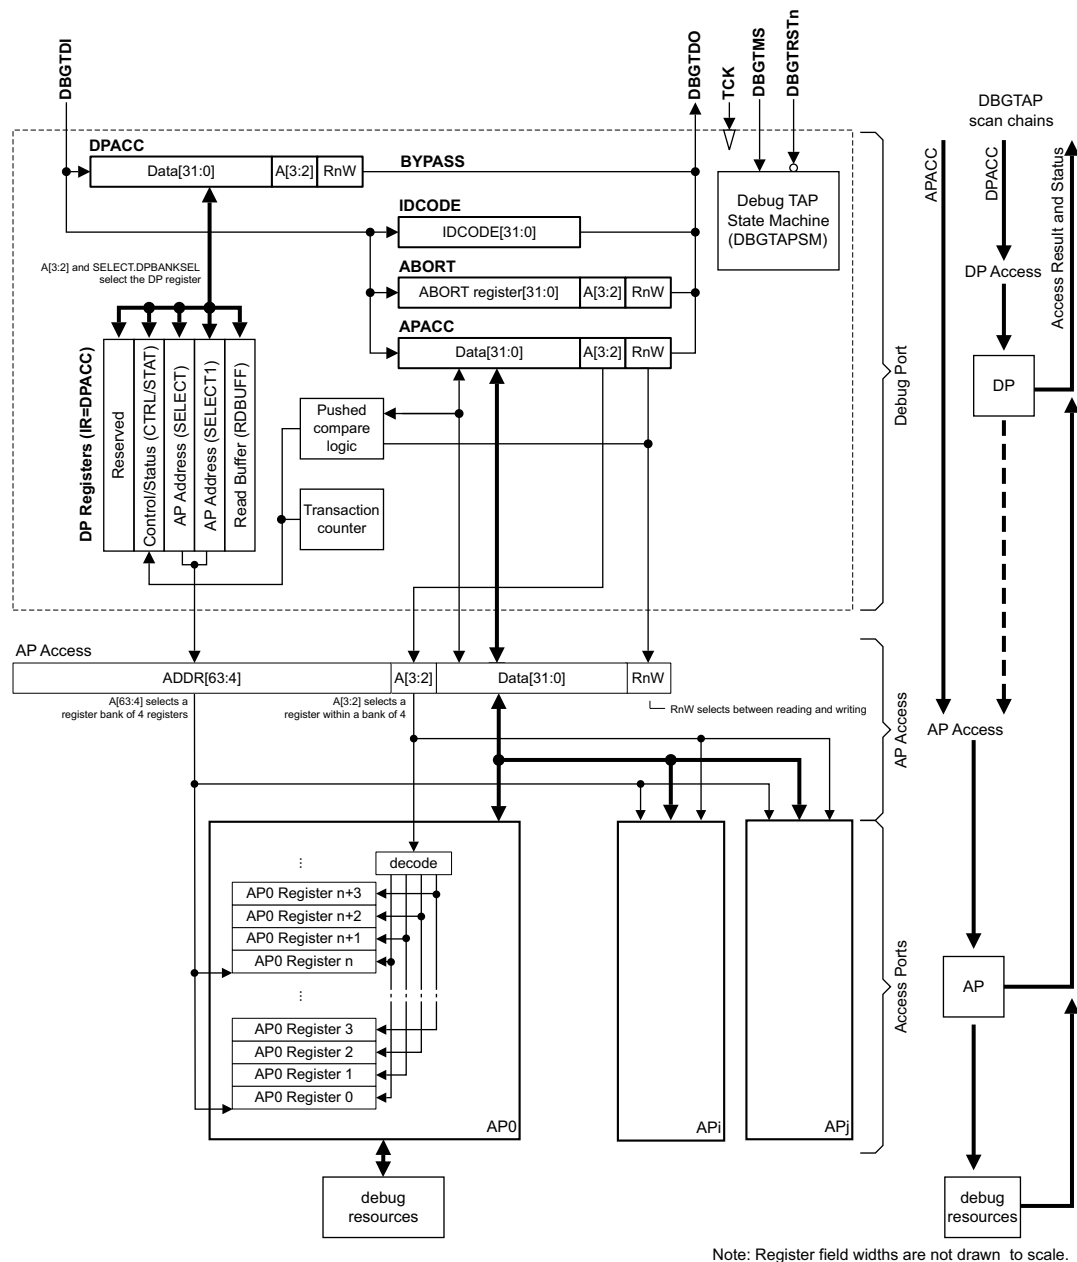 DBGTDI
DBGTDO
TCK
DBGTMS
DBGTRSTn
DBGTAP
scan chains
DPACC
Data[31:0]
A[3:2]
RnW
BYPASS
IDCODE
IDCODE[31:0]
ABORT
ABORT register[31:0]
A[3:2]
RnW
APACC
Data[31:0]
A[3:2]
RnW
Debug TAP
State Machine
(DBGTAPSM)
A[3:2] and SELECT.DPBANKSEL
select the DP register
DP Registers (IR=DPACC)
Reserved
Control/Status (CTRL/STAT)
AP Address (SELECT)
AP Address (SELECT1)
Read Buffer (RDBUFF)
Pushed
compare
logic
Transaction
counter
Debug Port
APACC
DPACC
Access Result and Status
DP Access
DP
AP Access
ADDR[63:4]
A[3:2]
Data[31:0]
RnW
A[63:4] selects a
register bank of 4 registers
A[3:2] selects a
register within a bank of 4
RnW selects between reading and writing
AP Access
AP Access
decode
⋮
AP0 Register n+3
AP0 Register n+2
AP0 Register n+1
AP0 Register n
⋮
AP0 Register 3
AP0 Register 2
AP0 Register 1
AP0 Register 0
AP0
APi
APj
Access Ports
AP
debug
resources
debug
resources
Note: Register field widths are not drawn to scale.